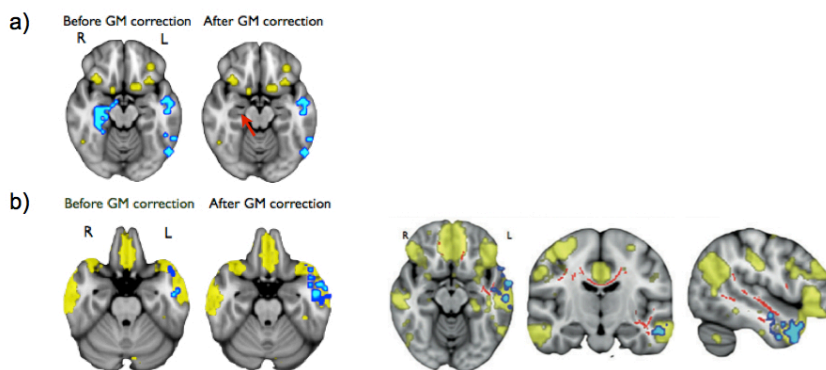 a)
Before GM correction After GM correction
R L
b)
Before GM correction After GM correction
R L
R L